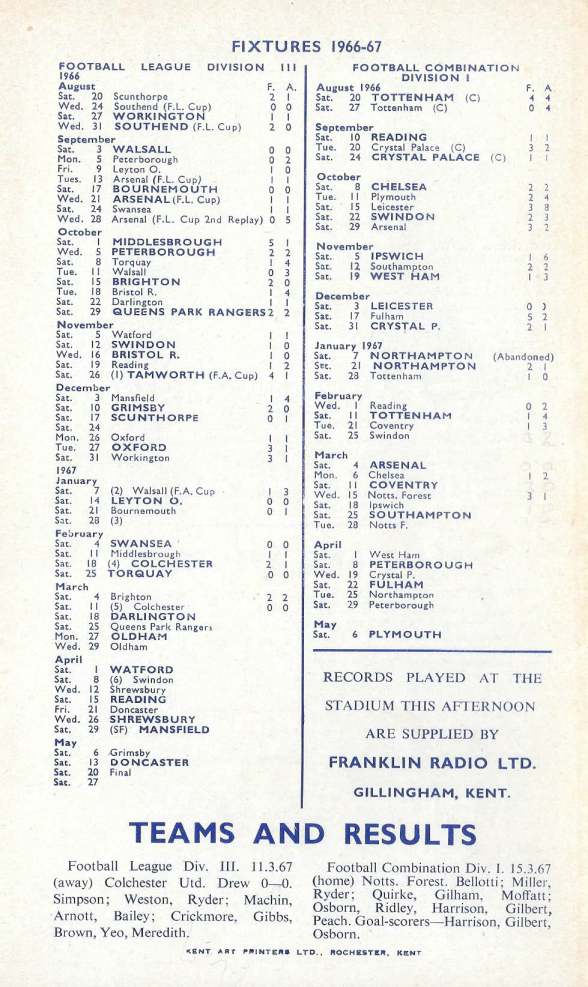 FIXTURES 1966-67
FOOTBALL LEAGUE DIVISION III
1966
August F. A.
Sat. 20 Scunthorpe 2 1
Wed. 24 Southend (F.L. Cup) 0 0
Sat. 27 WORKINGTON 1 1
Wed. 31 SOUTHEND (F.L. Cup) 2 0
September
Sat. 3 WALSALL 0 0
Mon. 5 Peterborough 0 2
Fri. 9 Leyton O. 1 0
Tues. 13 Arsenal (F.L. Cup) 1 1
Sat. 17 BOURNEMOUTH 0 0
Wed. 21 ARSENAL (F.L. Cup) 1 1
Sat. 24 Swansea 1 1
Wed. 28 Arsenal (F.L. Cup 2nd Replay) 0 5
October
Sat. 1 MIDDLESBROUGH 5 1
Wed. 5 PETERBOROUGH 2 2
Sat. 8 Torquay 1 4
Tue. 11 Walsall 0 3
Sat. 15 BRIGHTON 2 0
Tue. 18 Bristol R. 1 4
Sat. 22 Darlington 1 1
Sat. 29 QUEENS PARK RANGERS 2 2
November
Sat. 5 Watford 1 1
Sat. 12 SWINDON 1 0
Wed. 16 BRISTOL R. 1 0
Sat. 19 Reading 1 2
Sat. 26 (1) TAMWORTH (F.A. Cup) 4 1
December
Sat. 3 Mansfield 1 4
Sat. 10 GRIMSBY 2 0
Sat. 17 SCUNTHORPE 0 1
Sat. 24
Mon. 26 Oxford 1 1
Tue. 27 OXFORD 3 1
Sat. 31 Workington 3 1
1967
January
Sat. 7 (2) Walsall (F.A. Cup 1 3
Sat. 14 LEYTON O. 0 0
Sat. 21 Bournemouth 0 1
Sat. 28 (3)
February
Sat. 4 SWANSEA 0 0
Sat. 11 Middlesbrough 1 1
Sat. 18 (4) COLCHESTER 2 1
Sat. 25 TORQUAY 0 0
March
Sat. 4 Brighton 2 2
Sat. 11 (5) Colchester 0 0
Sat. 18 DARLINGTON
Sat. 25 Queens Park Rangers
Mon. 27 OLDHAM
Wed. 29 Oldham
April
Sat. 1 WATFORD
Sat. 8 (6) Swindon
Wed. 12 Shrewsbury
Sat. 15 READING
Fri. 21 Doncaster
Wed. 26 SHREWSBURY
Sat. 29 (SF) MANSFIELD
May
Sat. 6 Grimsby
Sat. 13 DONCASTER
Sat. 20 Final
Sat. 27
FOOTBALL COMBINATION
DIVISION I
August 1966 F. A
Sat. 20 TOTTENHAM (C) 4 4
Sat. 27 Tottenham (C) 0 4
September
Sat. 10 READING 1 1
Tue. 20 Crystal Palace (C) 3 2
Sat. 24 CRYSTAL PALACE (C) 1 1
October
Sat. 8 CHELSEA 2 2
Tue. 11 Plymouth 2 4
Sat. 15 Leicester 3 8
Sat. 22 SWINDON 2 3
Sat. 29 Arsenal 3 2
November
Sat. 5 IPSWICH 1 6
Sat. 12 Southampton 2 2
Sat. 19 WEST HAM 1 3
December
Sat. 3 LEICESTER 0 3
Sat. 17 Fulham 5 2
Sat. 31 CRYSTAL P. 2 1
January 1967
Sat. 7 NORTHAMPTON (Abandoned)
Sat. 21 NORTHAMPTON 2 1
Sat. 28 Tottenham 1 0
February
Wed. 1 Reading 0 2
Sat. 11 TOTTENHAM 1 4
Tue. 21 Coventry 1 3
Sat. 25 Swindon
March
Sat. 4 ARSENAL
Mon. 6 Chelsea 1 2
Sat. 11 COVENTRY
Wed. 15 Notts. Forest 3 1
Sat. 18 Ipswich
Sat. 25 SOUTHAMPTON
Tue. 28 Notts F.
April
Sat. 1 West Ham
Sat. 8 PETERBOROUGH
Wed. 19 Crystal P.
Sat. 22 FULHAM
Tue. 25 Northampton
Sat. 29 Peterborough
May
Sat. 6 PLYMOUTH
RECORDS PLAYED AT THE
STADIUM THIS AFTERNOON
ARE SUPPLIED BY
FRANKLIN RADIO LTD.
GILLINGHAM, KENT.
TEAMS AND RESULTS
Football League Div. III. 11.3.67
(away) Colchester Utd. Drew 0—0.
Simpson; Weston, Ryder; Machin,
Arnott, Bailey; Crickmore, Gibbs,
Brown, Yeo, Meredith.
Football Combination Div. I. 15.3.67
(home) Notts. Forest. Bellotti; Miller,
Ryder; Quirke, Gilham, Moffatt;
Osborn, Ridley, Harrison, Gilbert,
Peach. Goal-scorers—Harrison, Gilbert,
Osborn.
KENT ART PRINTERS LTD., ROCHESTER, KENT